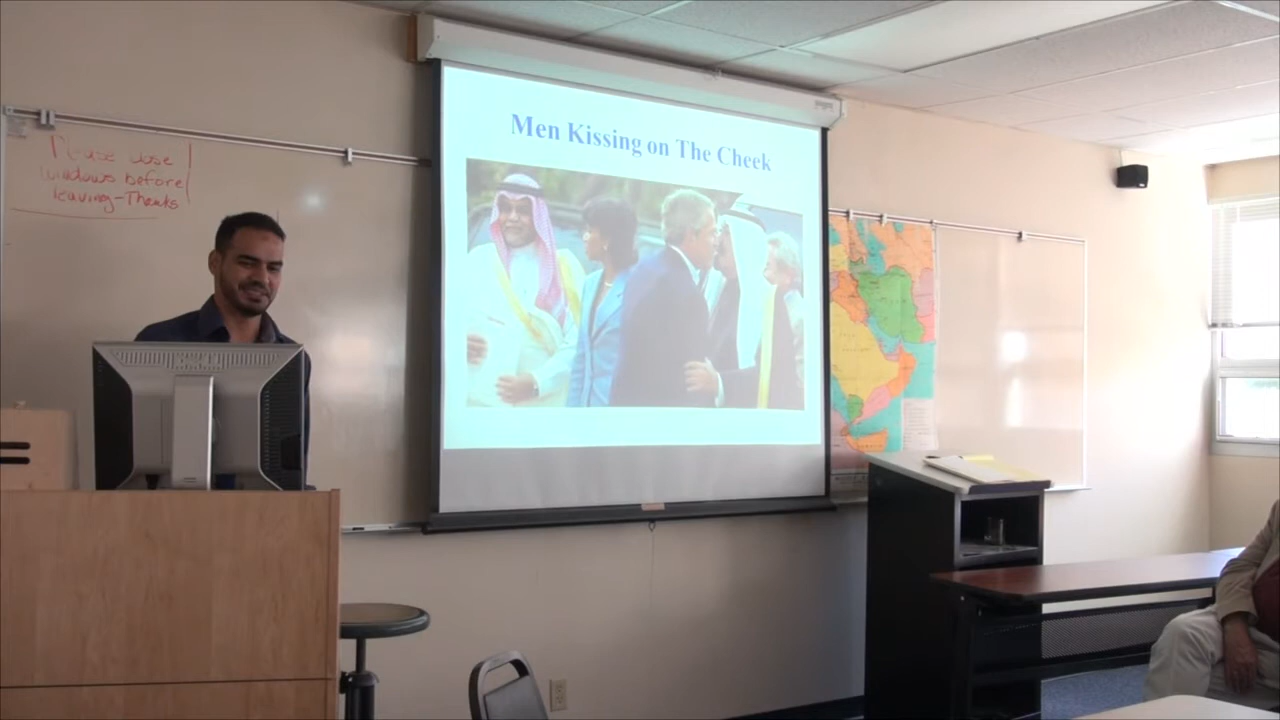 Please close
windows before
leaving-Thanks
Men Kissing on The Cheek